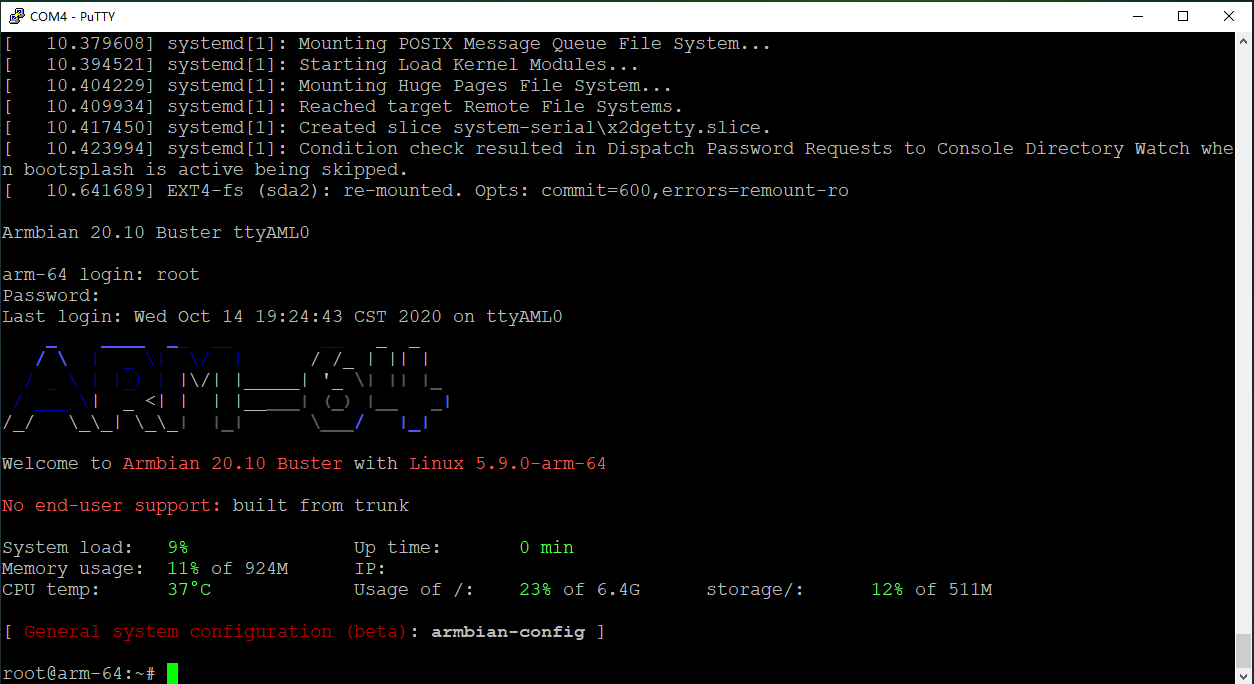 COM4 - PuTTY
[   10.379608] systemd[1]: Mounting POSIX Message Queue File System...
[   10.394521] systemd[1]: Starting Load Kernel Modules...
[   10.404229] systemd[1]: Mounting Huge Pages File System...
[   10.409934] systemd[1]: Reached target Remote File Systems.
[   10.417450] systemd[1]: Created slice system-serial\x2dgetty.slice.
[   10.423994] systemd[1]: Condition check resulted in Dispatch Password Requests to Console Directory Watch whe
n bootsplash is active being skipped.
[   10.641689] EXT4-fs (sda2): re-mounted. Opts: commit=600,errors=remount-ro
Armbian 20.10 Buster ttyAML0
arm-64 login: root
Password:
Last login: Wed Oct 14 19:24:43 CST 2020 on ttyAML0
ARM-64
Welcome to Armbian 20.10 Buster with Linux 5.9.0-arm-64
No end-user support: built from trunk
System load:   9%               Up time:       0 min
Memory usage:  11% of 924M      IP:
CPU temp:      37°C             Usage of /:    23% of 6.4G      storage/:      12% of 511M
[ General system configuration (beta): armbian-config ]
root@arm-64:~#